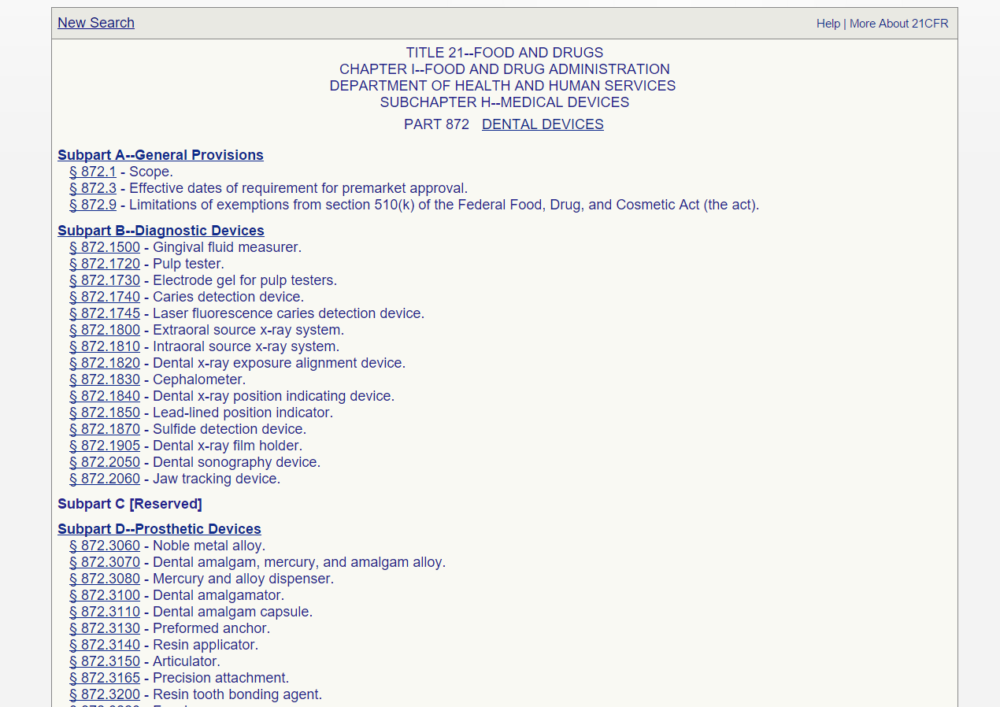 New Search
Help | More About 21CFR
TITLE 21--FOOD AND DRUGS
CHAPTER I--FOOD AND DRUG ADMINISTRATION
DEPARTMENT OF HEALTH AND HUMAN SERVICES
SUBCHAPTER H--MEDICAL DEVICES
PART 872 DENTAL DEVICES
Subpart A--General Provisions
§ 872.1 - Scope.
§ 872.3 - Effective dates of requirement for premarket approval.
§ 872.9 - Limitations of exemptions from section 510(k) of the Federal Food, Drug, and Cosmetic Act (the act).
Subpart B--Diagnostic Devices
§ 872.1500 - Gingival fluid measurer.
§ 872.1720 - Pulp tester.
§ 872.1730 - Electrode gel for pulp testers.
§ 872.1740 - Caries detection device.
§ 872.1745 - Laser fluorescence caries detection device.
§ 872.1800 - Extraoral source x-ray system.
§ 872.1810 - Intraoral source x-ray system.
§ 872.1820 - Dental x-ray exposure alignment device.
§ 872.1830 - Cephalometer.
§ 872.1840 - Dental x-ray position indicating device.
§ 872.1850 - Lead-lined position indicator.
§ 872.1870 - Sulfide detection device.
§ 872.1905 - Dental x-ray film holder.
§ 872.2050 - Dental sonography device.
§ 872.2060 - Jaw tracking device.
Subpart C [Reserved]
Subpart D--Prosthetic Devices
§ 872.3060 - Noble metal alloy.
§ 872.3070 - Dental amalgam, mercury, and amalgam alloy.
§ 872.3080 - Mercury and alloy dispenser.
§ 872.3100 - Dental amalgamator.
§ 872.3110 - Dental amalgam capsule.
§ 872.3130 - Preformed anchor.
§ 872.3140 - Resin applicator.
§ 872.3150 - Articulator.
§ 872.3165 - Precision attachment.
§ 872.3200 - Resin tooth bonding agent.